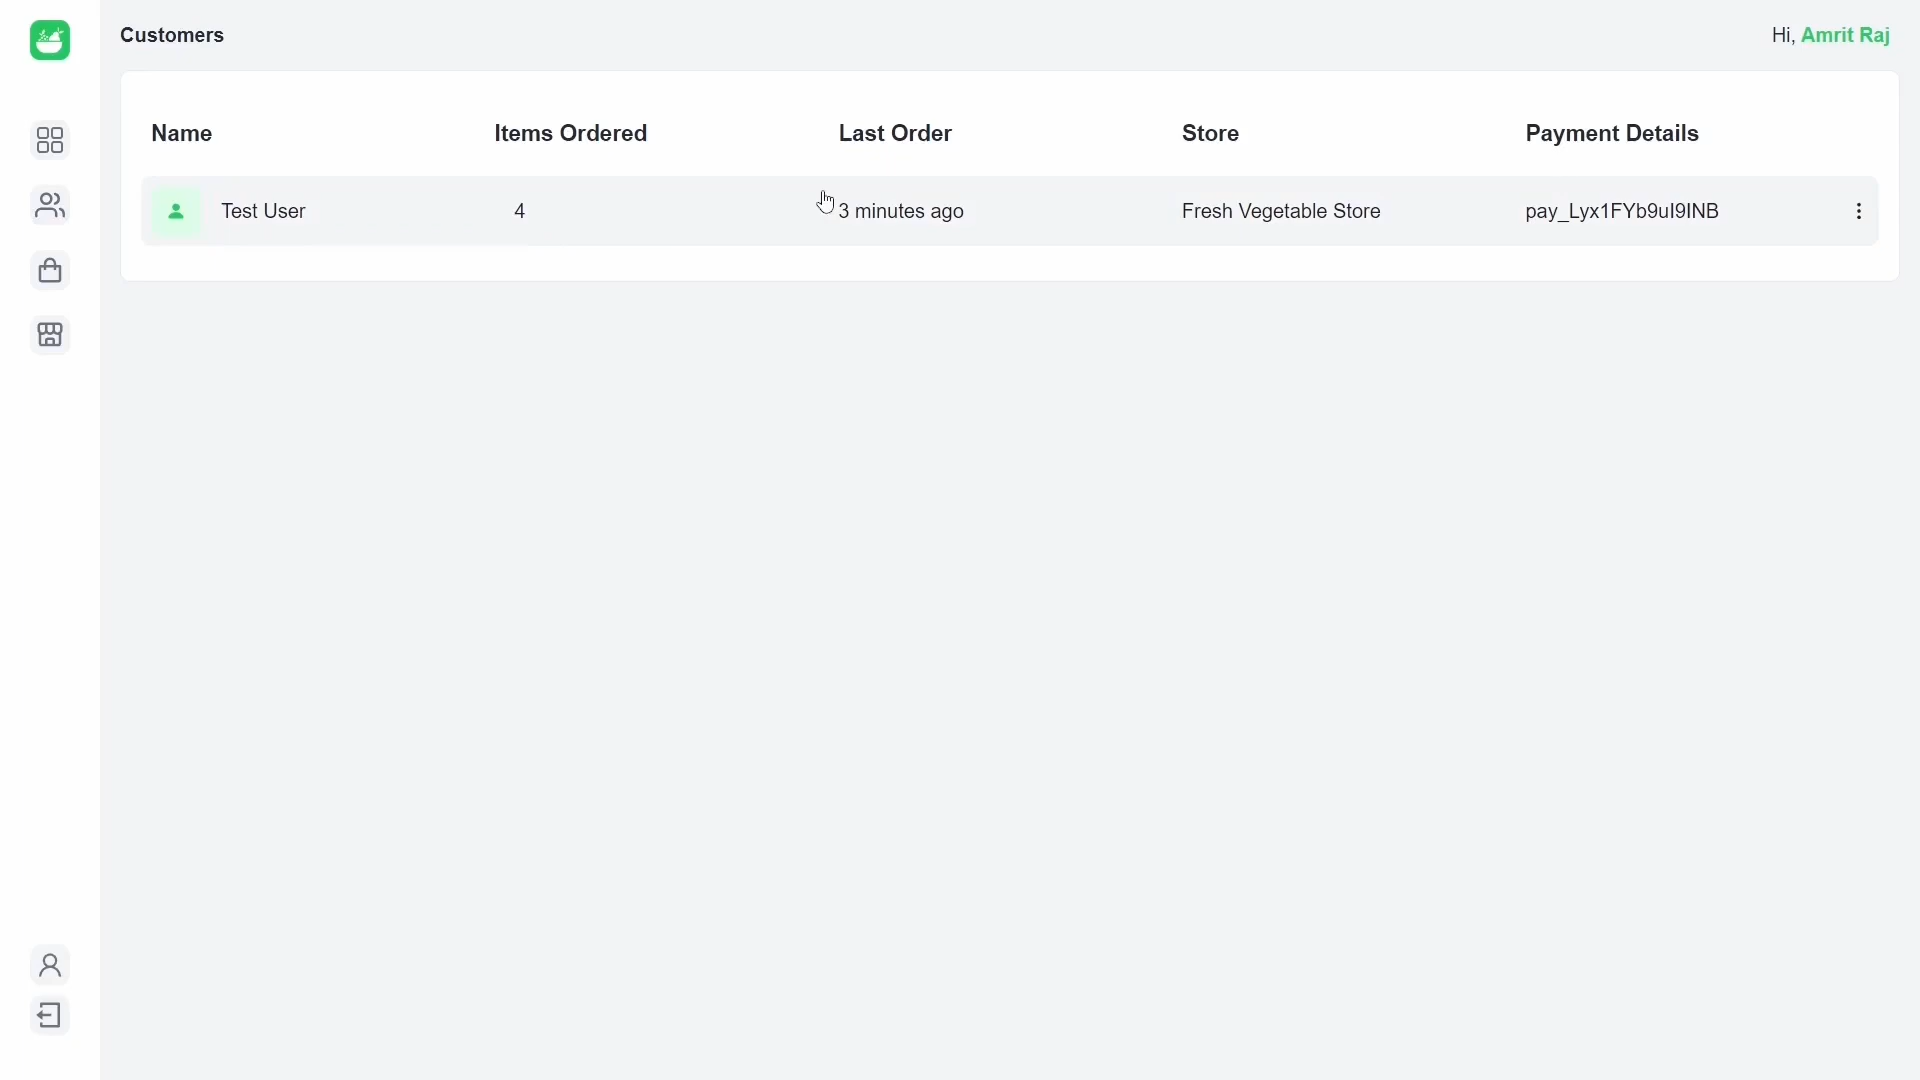 Customers
Hi, Amrit Raj
Name Items Ordered Last Order Store Payment Details
Test User 4 3 minutes ago Fresh Vegetable Store pay_Lyx1FYb9uI9INB